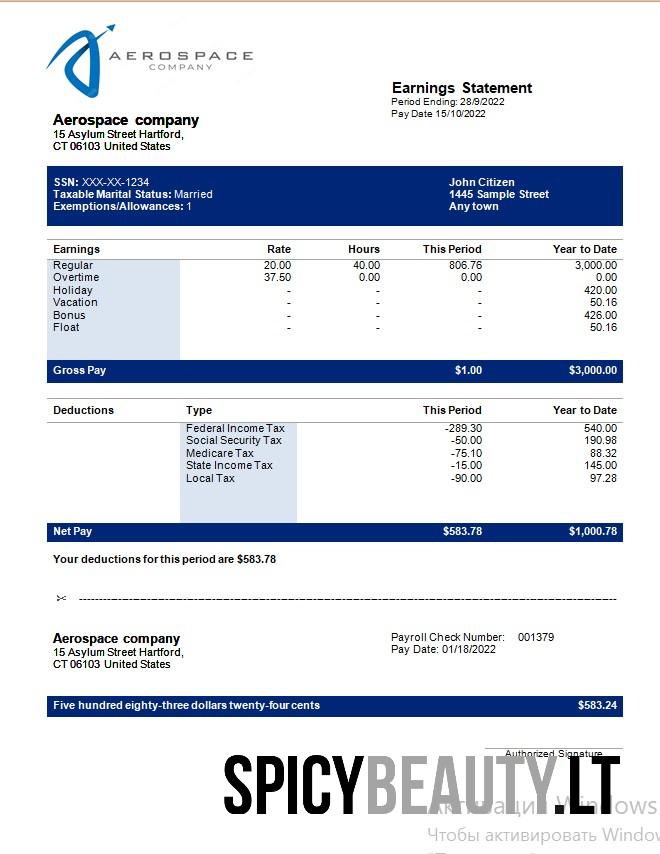 AEROSPACE
COMPANY
Earnings Statement
Period Ending: 28/9/2022
Pay Date 15/10/2022
Aerospace company
15 Asylum Street Hartford,
CT 06103 United States
SSN: XXX-XX-1234
Taxable Marital Status: Married
Exemptions/Allowances: 1
John Citizen
1445 Sample Street
Any town
Earnings Rate Hours This Period Year to Date
Regular 20.00 40.00 806.76 3,000.00
Overtime 37.50 0.00 0.00 0.00
Holiday - - - 420.00
Vacation - - - 50.16
Bonus - - - 426.00
Float - - - 50.16
Gross Pay $1.00 $3,000.00
Deductions Type This Period Year to Date
Federal Income Tax -289.30 540.00
Social Security Tax -50.00 190.98
Medicare Tax -75.10 88.32
State Income Tax -15.00 145.00
Local Tax -90.00 97.28
Net Pay $583.78 $1,000.78
Your deductions for this period are $583.78
Aerospace company
15 Asylum Street Hartford,
CT 06103 United States
Payroll Check Number: 001379
Pay Date: 01/18/2022
Five hundred eighty-three dollars twenty-four cents $583.24
Authorized Signature
SPICYBEAUTY.LT
Активация Windows
Чтобы активировать Window